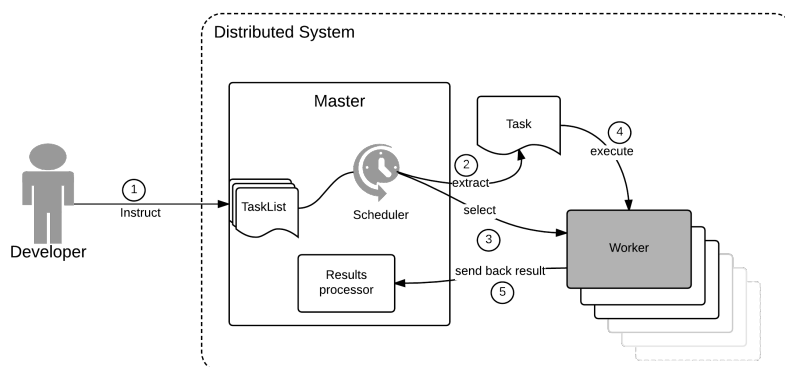 Distributed System
Master
Task
4
execute
2
extract
1
Instruct
TaskList
Scheduler
select
3
Developer
Worker
Results
processor
send back result
5